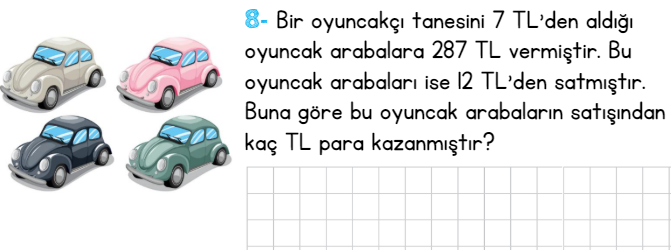 8- Bir oyuncakçı tanesini 7 TL'den aldığı
oyuncak arabalara 287 TL vermiştir. Bu
oyuncak arabaları ise 12 TL'den satmıştır.
Buna göre bu oyuncak arabaların satışından
kaç TL para kazanmıştır?